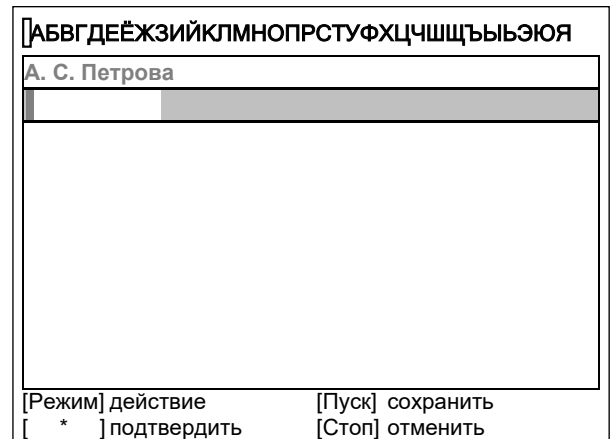 АБВГДЕЁЖЗИЙКЛМНОПРСТУФХЦЧШЩЪЫЬЭЮЯ
А. С. Петрова
[Режим] действие [Пуск] сохранить
[ * ] подтвердить [Стоп] отменить